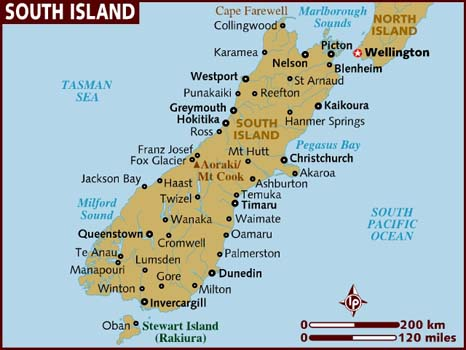 SOUTH ISLAND
Cape Farewell
Collingwood
Marlborough
Sounds
NORTH
ISLAND
Karamea
Picton
Wellington
Nelson
Blenheim
TASMAN
SEA
Westport
St Arnaud
Punakaiki
Reefton
Greymouth
Kaikoura
Hokitika
Hanmer Springs
Ross
SOUTH
ISLAND
Pegasus Bay
Franz Josef
Mt Hutt
Christchurch
Fox Glacier
Aoraki/
Mt Cook
Akaroa
Jackson Bay
Haast
Ashburton
Twizel
Temuka
Timaru
Milford
Sound
Wanaka
Waimate
SOUTH
PACIFIC
OCEAN
Queenstown
Cromwell
Oamaru
Te Anau
Lumsden
Palmerston
Manapouri
Gore
Dunedin
Winton
Milton
Invercargill
lp
Oban
Stewart Island
(Rakiura)
0
200 km
0
120 miles